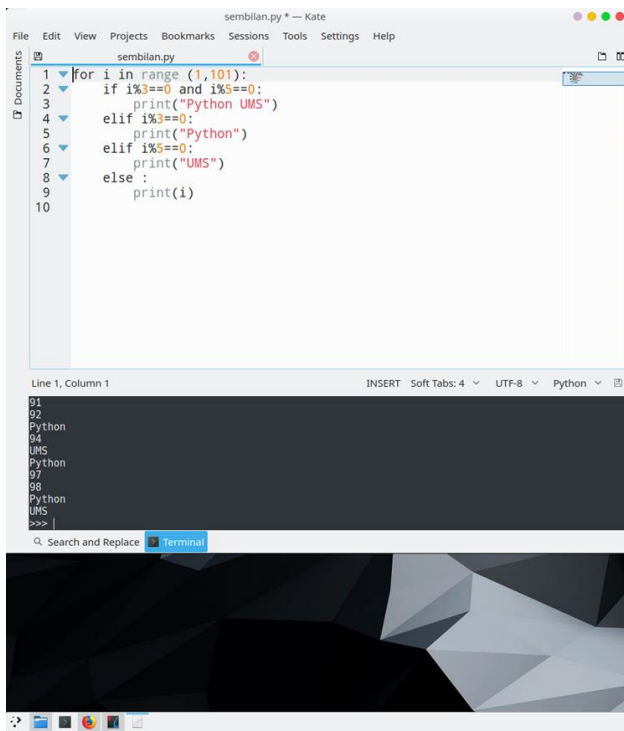 sembilan.py * — Kate
File Edit View Projects Bookmarks Sessions Tools Settings Help
Documents
sembilan.py
1 for i in range (1,101):
2     if i%3==0 and i%5==0:
3         print("Python UMS")
4     elif i%3==0:
5         print("Python")
6     elif i%5==0:
7         print("UMS")
8     else :
9         print(i)
10
Line 1, Column 1 INSERT Soft Tabs: 4 UTF-8 Python
91
92
Python
94
UMS
Python
97
98
Python
UMS
>>>
Search and Replace Terminal